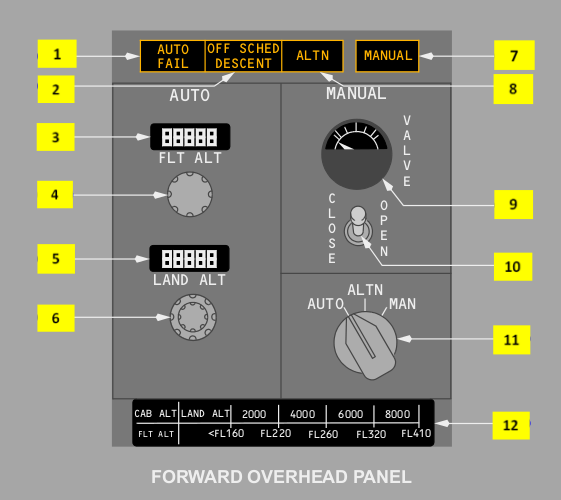 1
AUTO
FAIL
OFF SCHED
DESCENT
ALTN
MANUAL
7
2
8
AUTO
MANUAL
3
FLT ALT
VALVE
4
9
CLOSE
OPEN
5
10
LAND ALT
6
AUTO
ALTN
MAN
11
CAB ALT LAND ALT 2000 4000 6000 8000
FLT ALT <FL160 FL220 FL260 FL320 FL410
12
FORWARD OVERHEAD PANEL